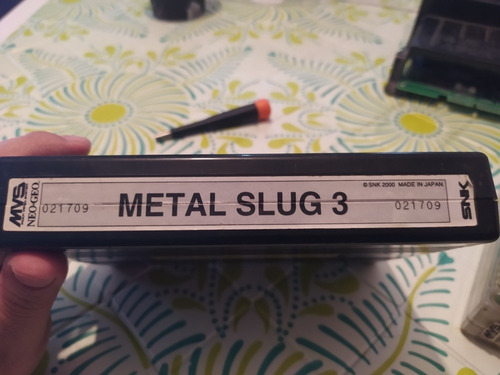 MVS
NEO·GEO
021709
METAL SLUG 3
© SNK 2000 MADE IN JAPAN
021709
SNK